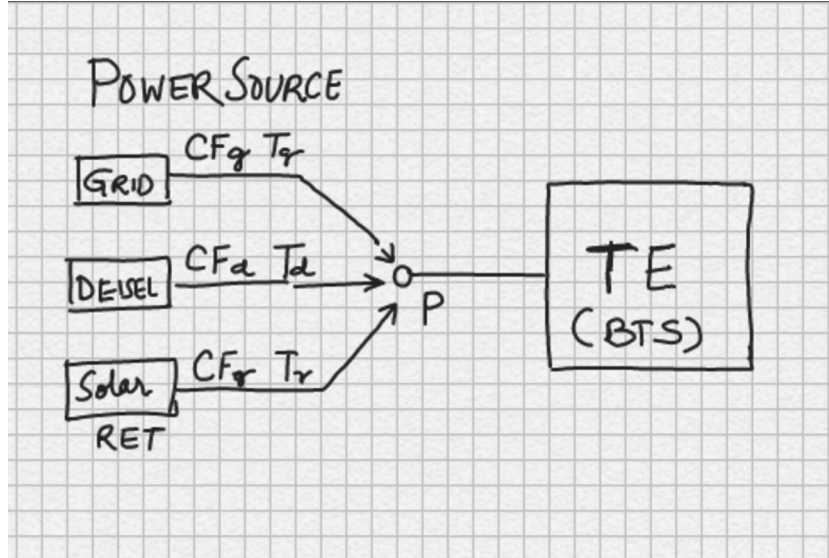 POWER SOURCE
CFg Tg
GRID
CFd Td
DEISEL
P
CFr Tr
Solar
RET
TE
(BTS)